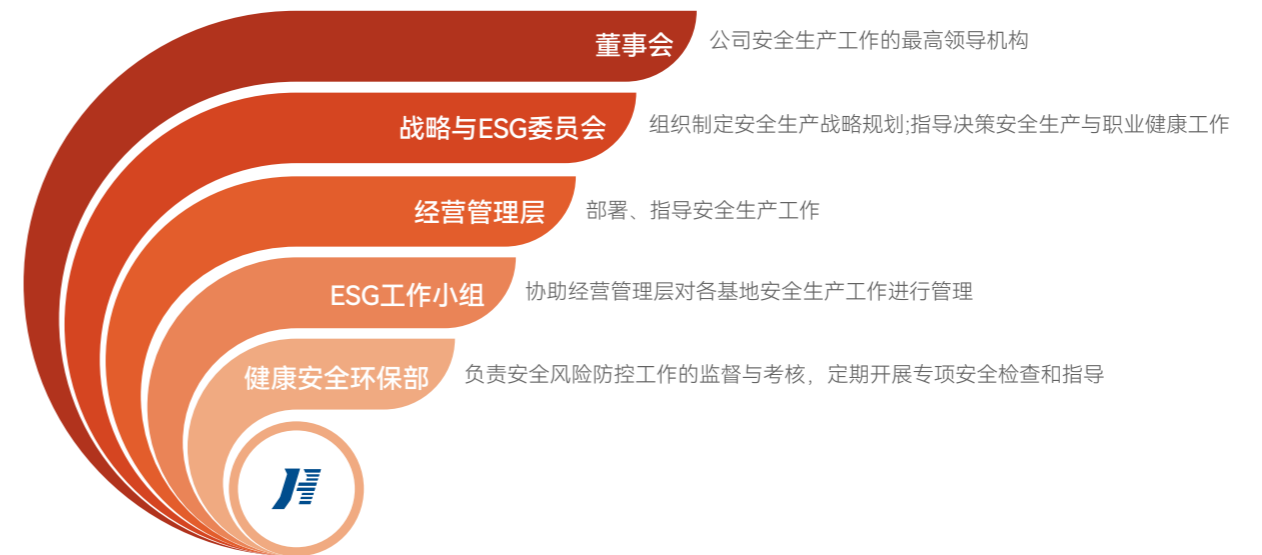 董事会
公司安全生产工作的最高领导机构
战略与ESG委员会
组织制定安全生产战略规划;指导决策安全生产与职业健康工作
经营管理层
部署、指导安全生产工作
ESG工作小组
协助经营管理层对各基地安全生产工作进行管理
健康安全环保部
负责安全风险防控工作的监督与考核，定期开展专项安全检查和指导